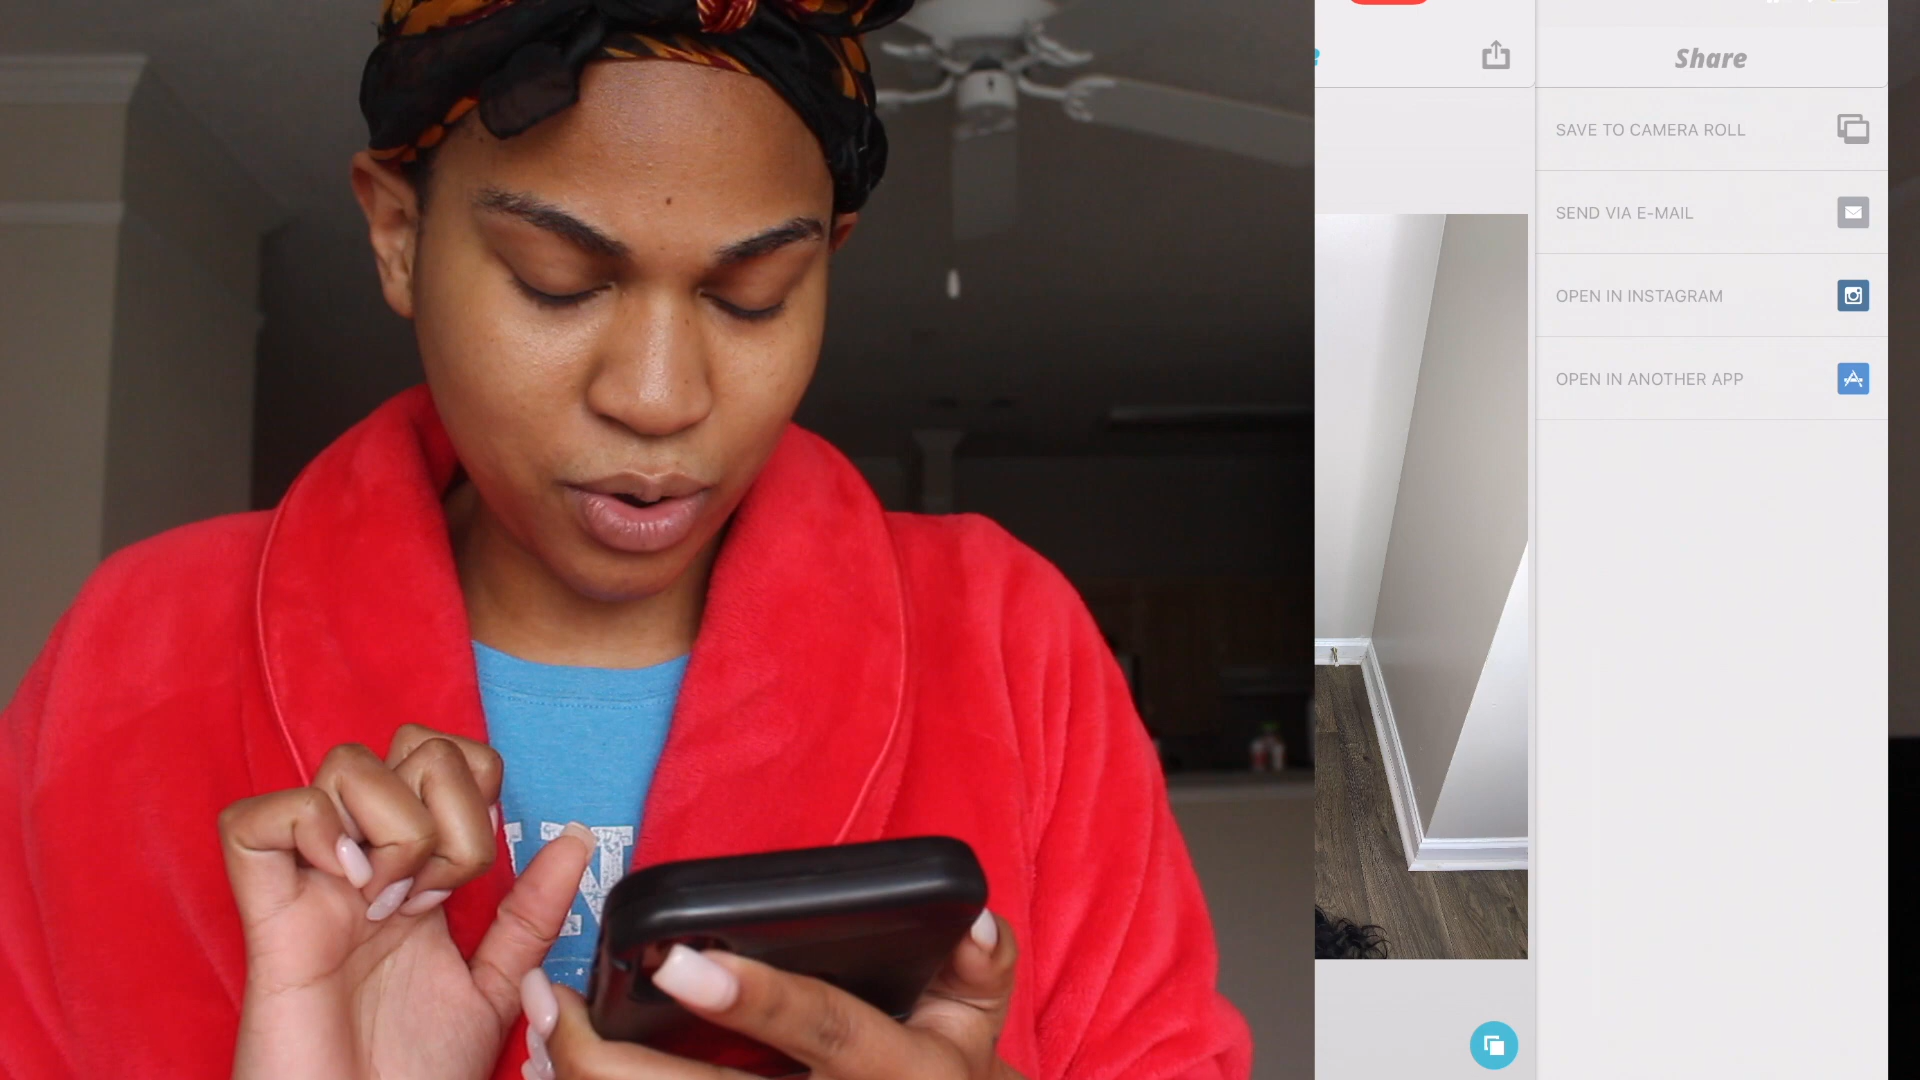 Share
SAVE TO CAMERA ROLL
SEND VIA E-MAIL
OPEN IN INSTAGRAM
OPEN IN ANOTHER APP